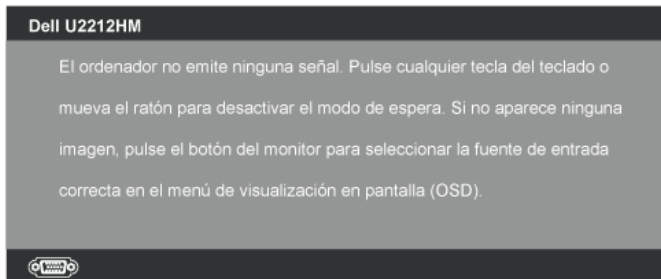 Dell U2212HM
El ordenador no emite ninguna señal. Pulse cualquier tecla del teclado o
mueva el ratón para desactivar el modo de espera. Si no aparece ninguna
imagen, pulse el botón del monitor para seleccionar la fuente de entrada
correcta en el menú de visualización en pantalla (OSD).